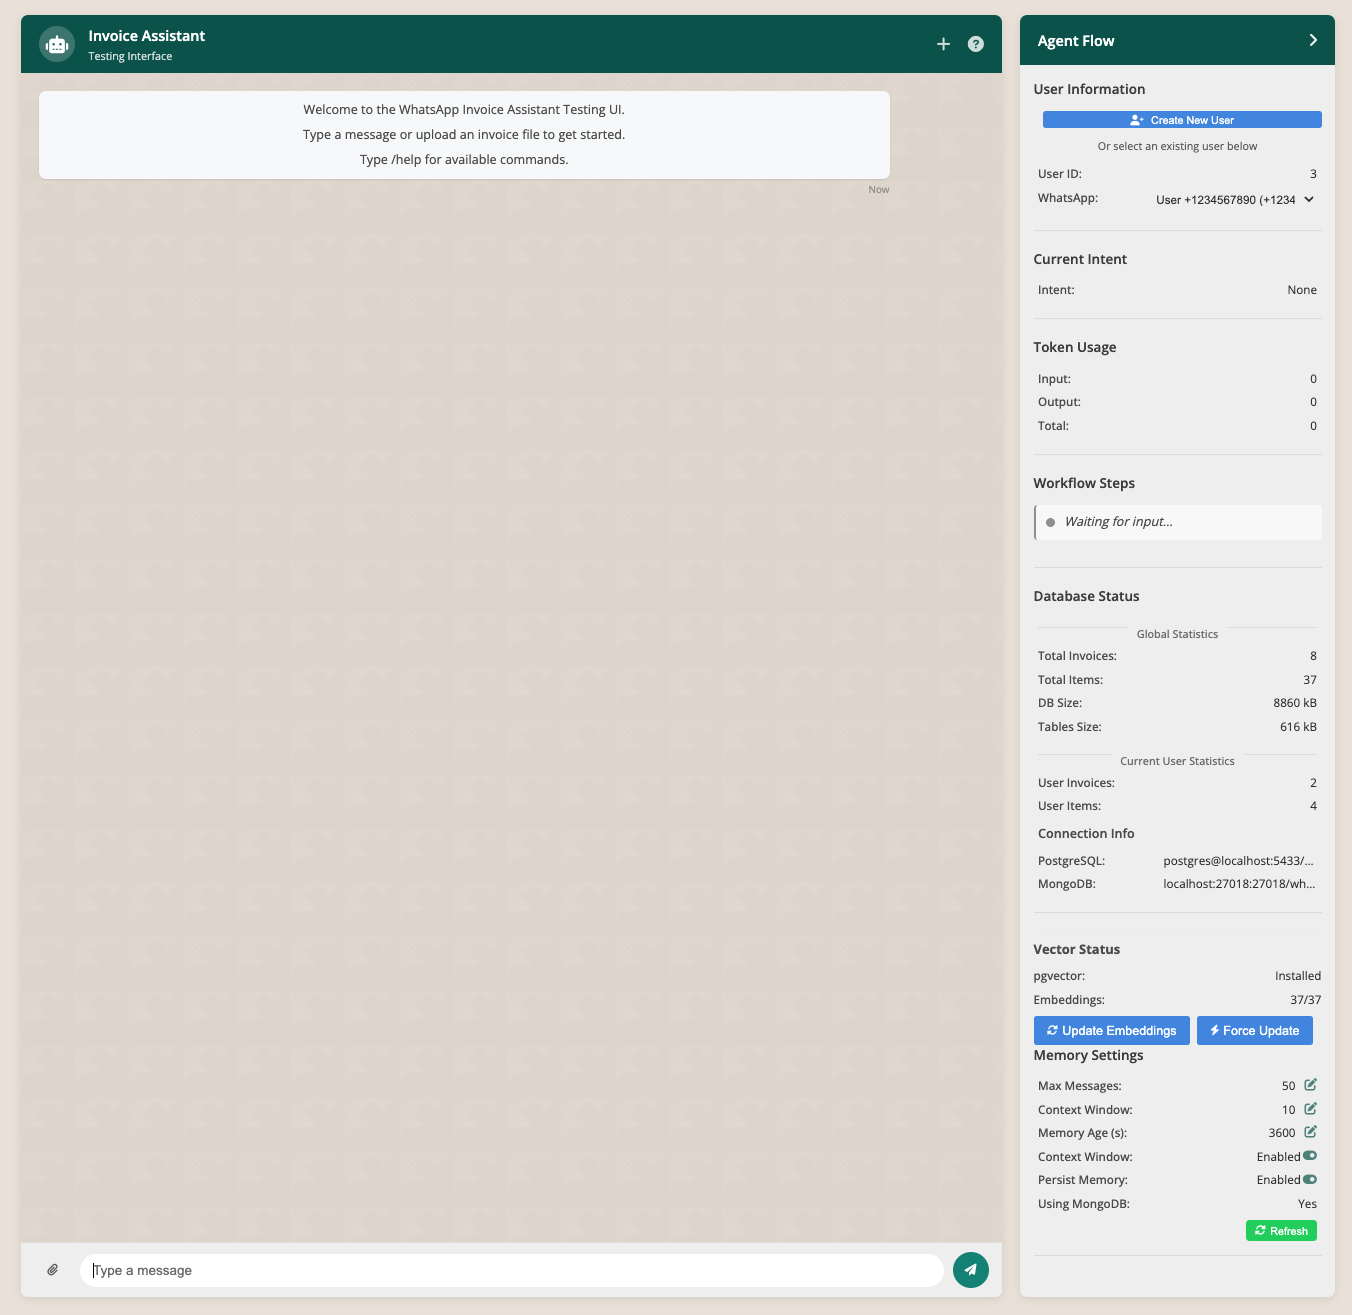 Invoice Assistant
Testing Interface
Welcome to the WhatsApp Invoice Assistant Testing UI.
Type a message or upload an invoice file to get started.
Type /help for available commands.
Now
Type a message
Agent Flow
User Information
Create New User
Or select an existing user below
User ID: 3
WhatsApp: User +1234567890 (+1234
Current Intent
Intent: None
Token Usage
Input: 0
Output: 0
Total: 0
Workflow Steps
Waiting for input...
Database Status
Global Statistics
Total Invoices: 8
Total Items: 37
DB Size: 8860 kB
Tables Size: 616 kB
Current User Statistics
User Invoices: 2
User Items: 4
Connection Info
PostgreSQL: postgres@localhost:5433/...
MongoDB: localhost:27018:27018/wh...
Vector Status
pgvector: Installed
Embeddings: 37/37
Update Embeddings Force Update
Memory Settings
Max Messages: 50
Context Window: 10
Memory Age (s): 3600
Context Window: Enabled
Persist Memory: Enabled
Using MongoDB: Yes
Refresh